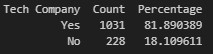 Tech Company  Count  Percentage
Yes  1031  81.890389
No  228  18.109611